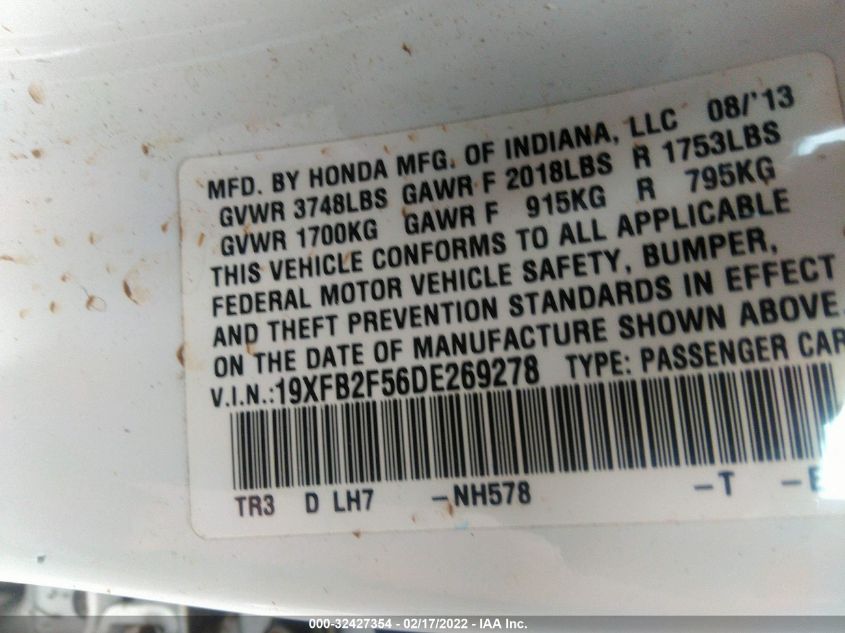 MFD. BY HONDA MFG. OF INDIANA, LLC 08/'13
GVWR 3748LBS GAWR F 2018LBS R 1753LBS
GVWR 1700KG GAWR F 915KG R 795KG
THIS VEHICLE CONFORMS TO ALL APPLICABLE
FEDERAL MOTOR VEHICLE SAFETY, BUMPER,
AND THEFT PREVENTION STANDARDS IN EFFECT
ON THE DATE OF MANUFACTURE SHOWN ABOVE.
V.I.N.:19XFB2F56DE269278 TYPE: PASSENGER CAR
TR3 D LH7 -NH578 -T -E
000-32427354 - 02/17/2022 - IAA Inc.